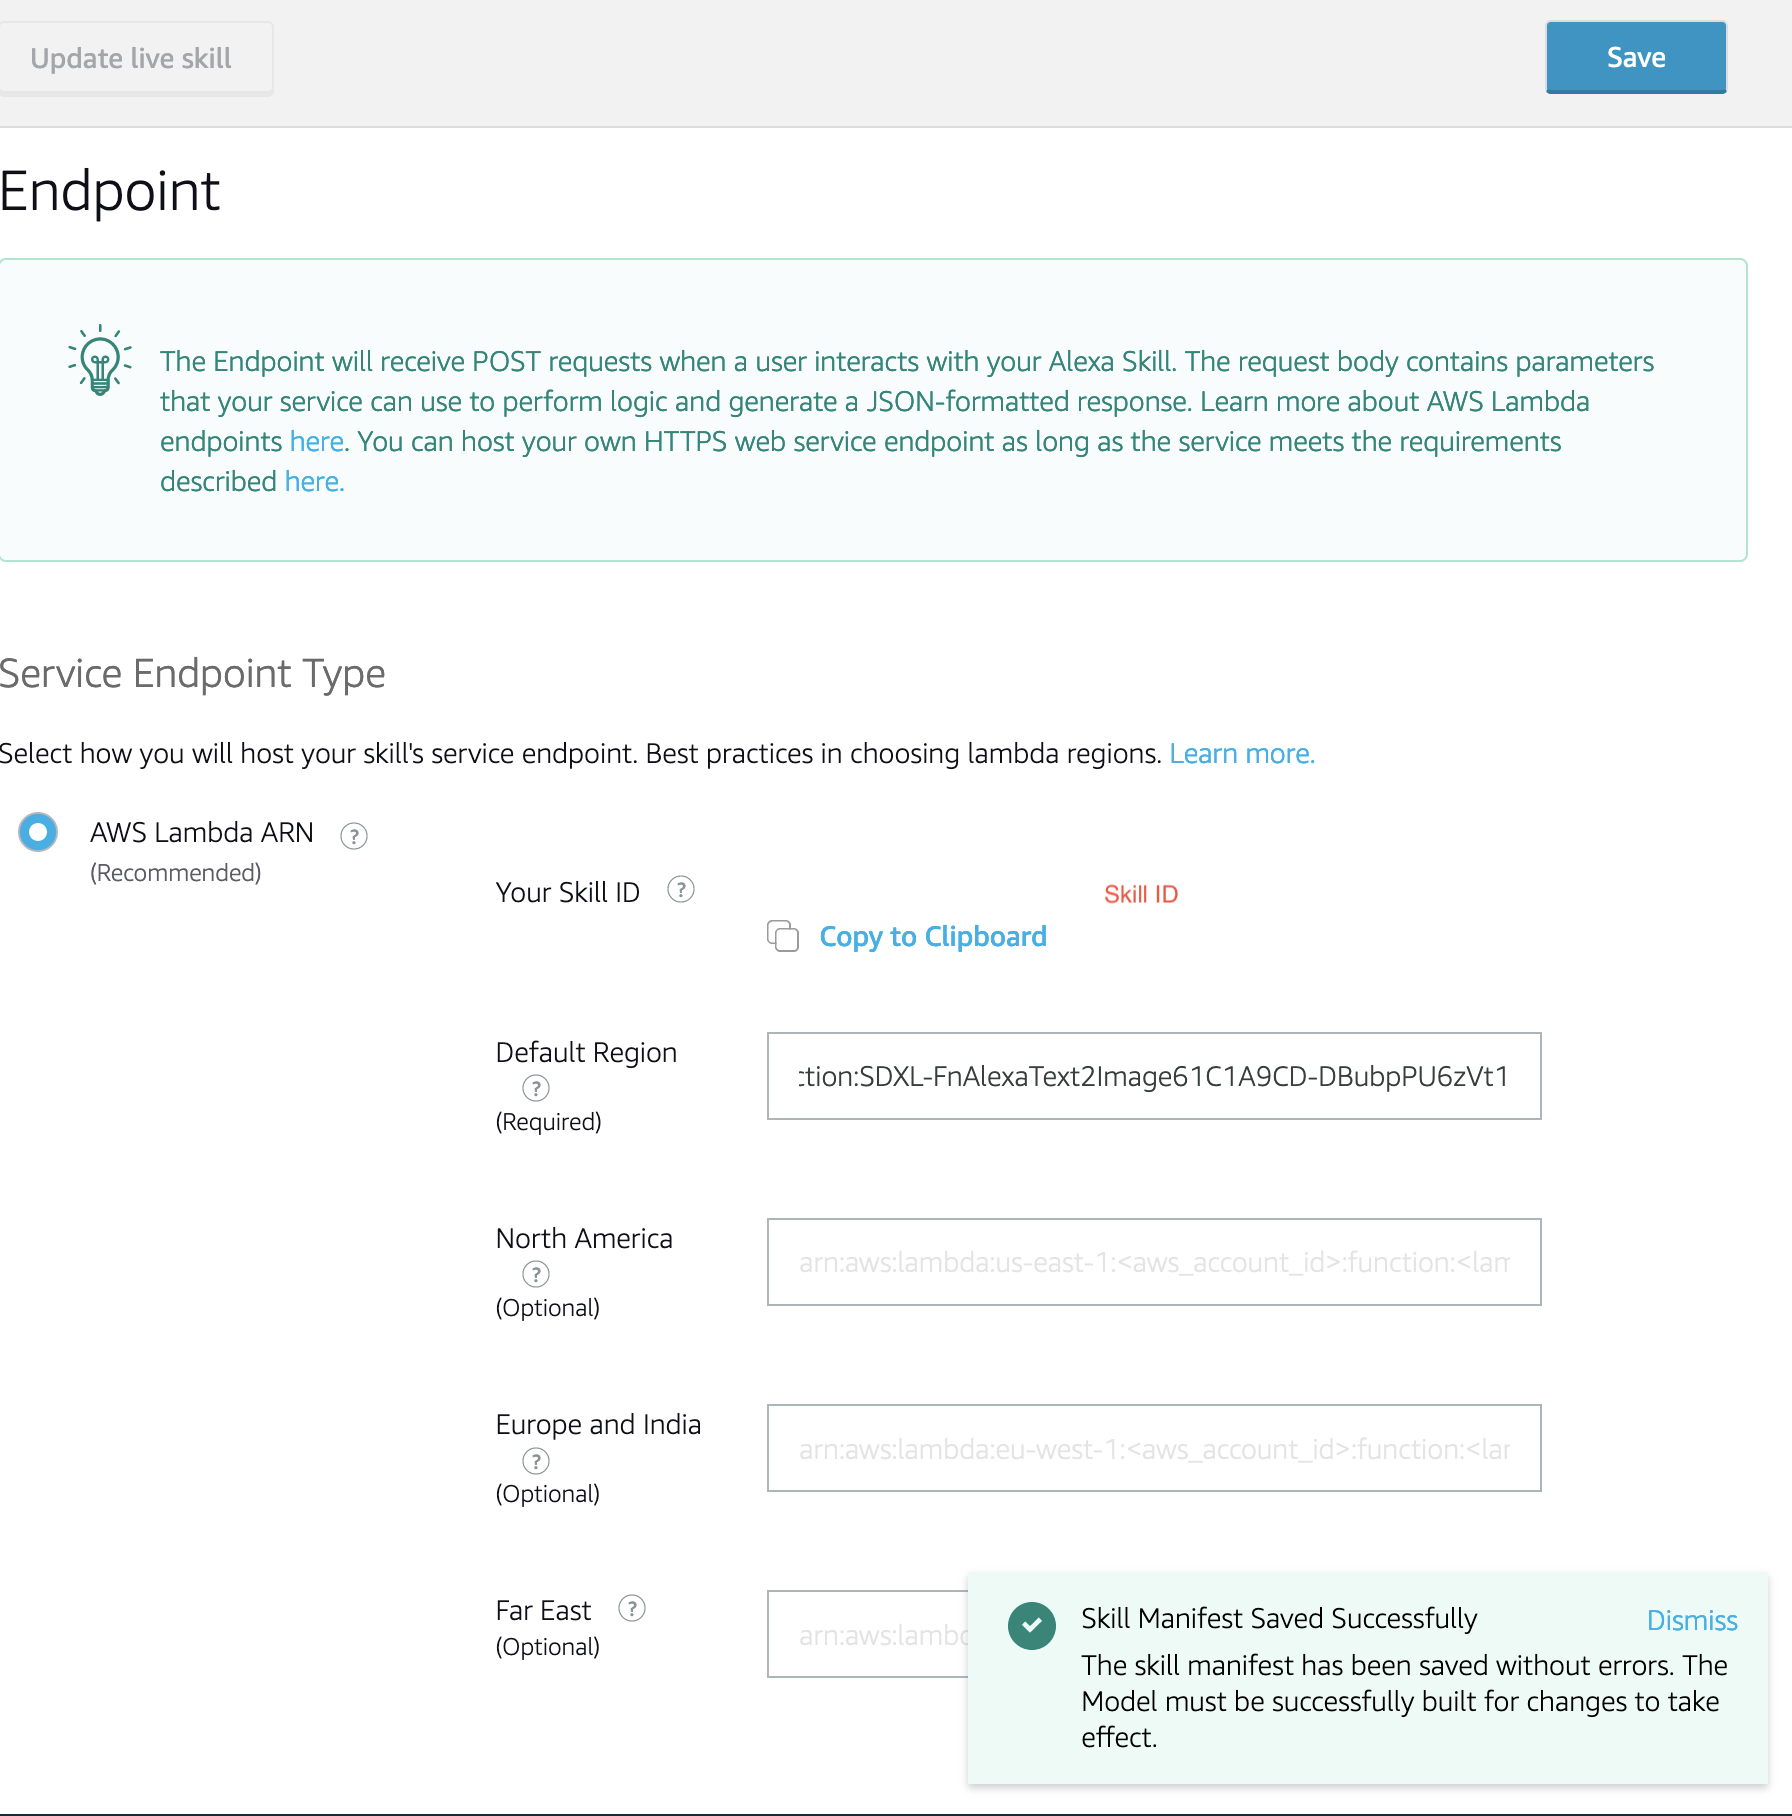 Update live skill
Save
Endpoint
The Endpoint will receive POST requests when a user interacts with your Alexa Skill. The request body contains parameters
that your service can use to perform logic and generate a JSON-formatted response. Learn more about AWS Lambda
endpoints here. You can host your own HTTPS web service endpoint as long as the service meets the requirements
described here.
Service Endpoint Type
Select how you will host your skill's service endpoint. Best practices in choosing lambda regions. Learn more.
AWS Lambda ARN ?
(Recommended)
Your Skill ID ?
Skill ID
Copy to Clipboard
Default Region
?
(Required)
ction:SDXL-FnAlexaText2Image61C1A9CD-DBubpPU6zVt1
North America
?
(Optional)
arn:aws:lambda:us-east-1:<aws_account_id>:function:<lam
Europe and India
?
(Optional)
arn:aws:lambda:eu-west-1:<aws_account_id>:function:<lar
Far East ?
(Optional)
arn:aws:lambd
Skill Manifest Saved Successfully
Dismiss
The skill manifest has been saved without errors. The
Model must be successfully built for changes to take
effect.